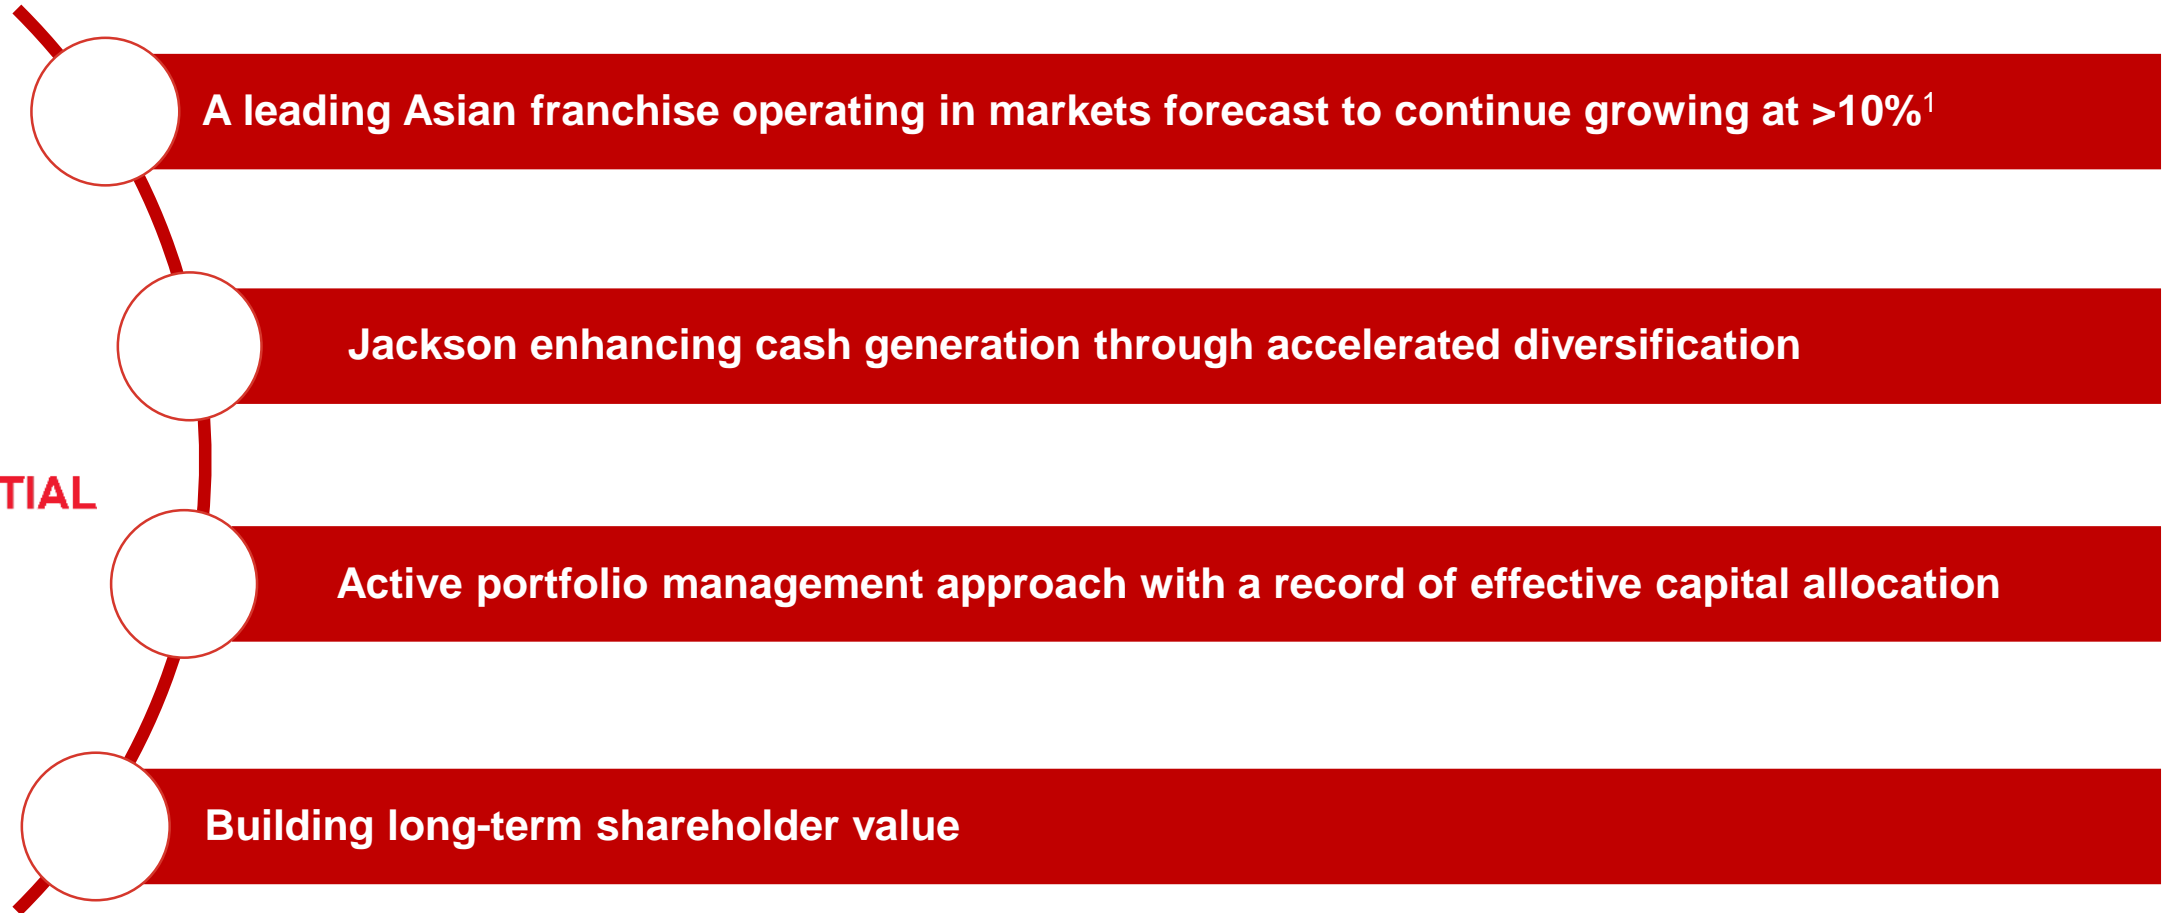 A leading Asian franchise operating in markets forecast to continue growing at >10%¹
Jackson enhancing cash generation through accelerated diversification
TIAL
Active portfolio management approach with a record of effective capital allocation
Building long-term shareholder value